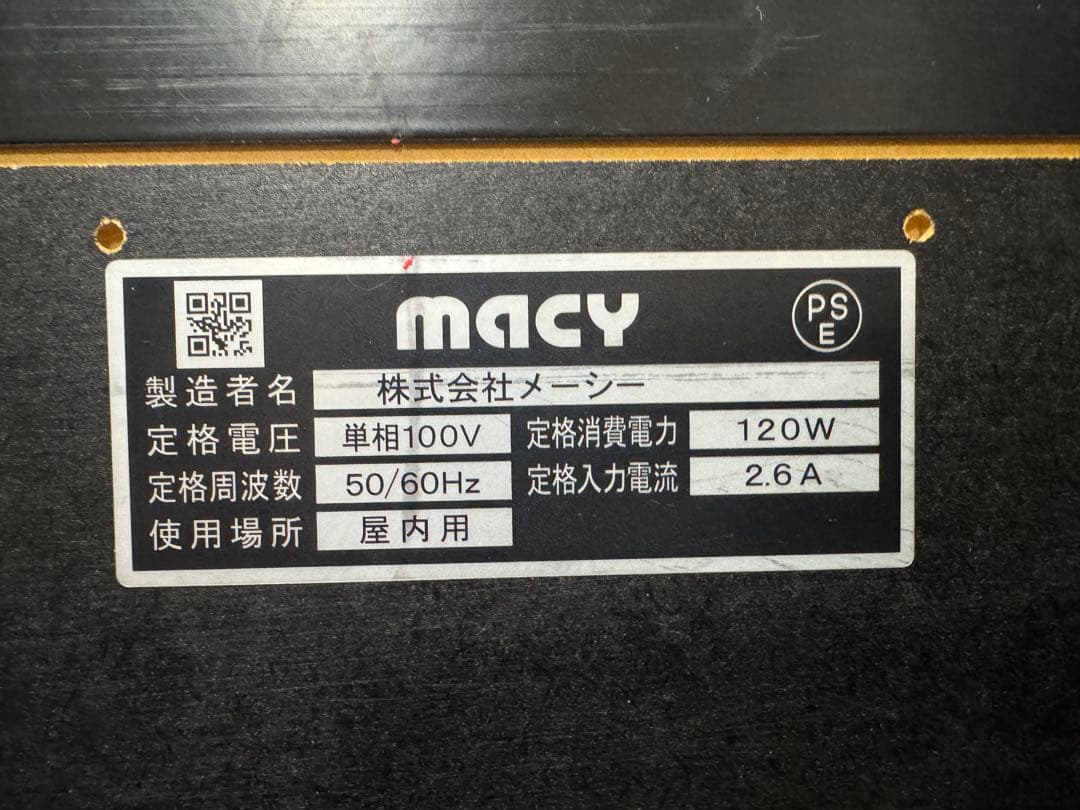 macy
PSE
製造者名 株式会社メーシー
定格電圧 単相100V 定格消費電力 120W
定格周波数 50/60Hz 定格入力電流 2.6A
使用場所 屋内用